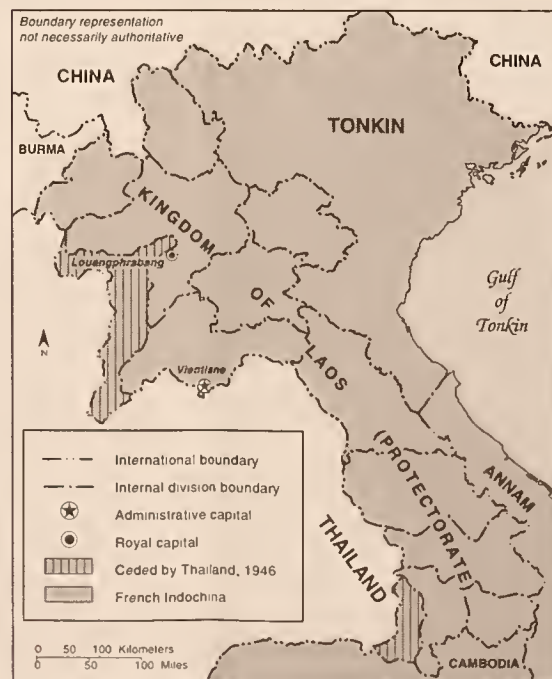 Boundary representation
not necessarily authoritative
CHINA
CHINA
TONKIN
BURMA
KINGDOM
Louangphrabang
OF
Gulf
of
Tonkin
N
LAOS
Vientiane
(PROTECTORATE)
ANNAM
THAILAND
International boundary
Internal division boundary
Administrative capital
Royal capital
Ceded by Thailand, 1946
French Indochina
0 50 100 Kilometers
0 50 100 Miles
CAMBODIA